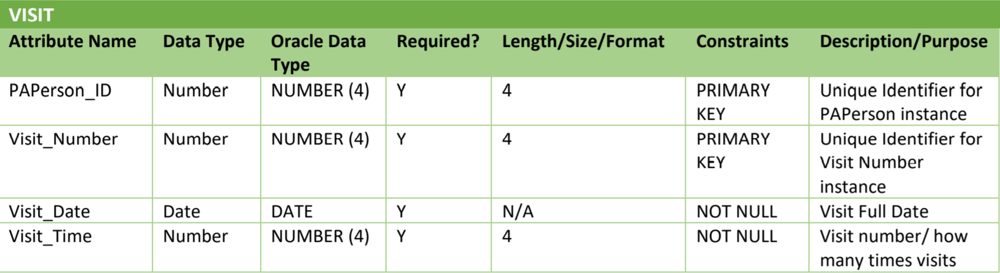 VISIT
Attribute Name Data Type Oracle Data Required? Length/Size/Format Constraints Description/Purpose
Type
PAPerson_ID Number NUMBER (4) Y 4 PRIMARY Unique Identifier for
KEY PAPerson instance
Visit_Number Number NUMBER (4) Y 4 PRIMARY Unique Identifier for
KEY Visit Number
instance
Visit_Date Date DATE Y N/A NOT NULL Visit Full Date
Visit_Time Number NUMBER (4) Y 4 NOT NULL Visit number/ how
many times visits